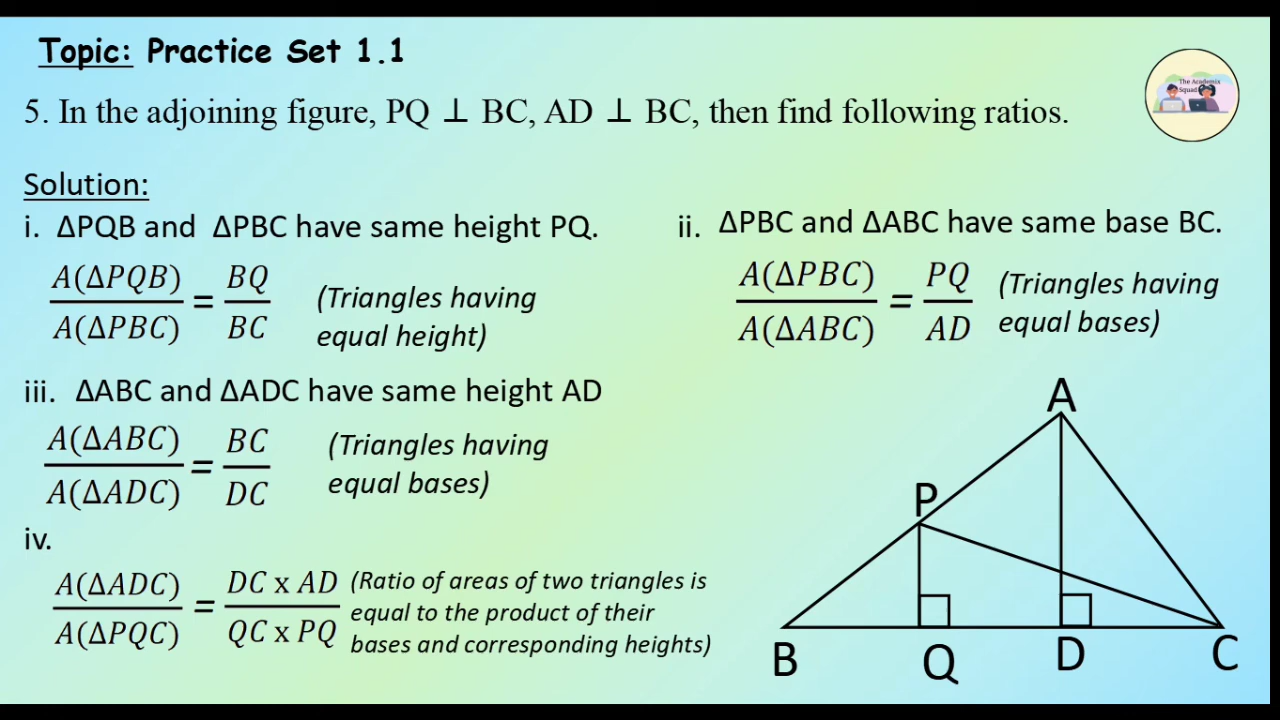 Topic: Practice Set 1.1
The Academix
Squad
5. In the adjoining figure, PQ ⊥ BC, AD ⊥ BC, then find following ratios.
Solution:
i. ΔPQB and ΔPBC have same height PQ.
A(ΔPQB)/A(ΔPBC) = BQ/BC
(Triangles having
equal height)
ii. ΔPBC and ΔABC have same base BC.
A(ΔPBC)/A(ΔABC) = PQ/AD
(Triangles having
equal bases)
iii. ΔABC and ΔADC have same height AD
A(ΔABC)/A(ΔADC) = BC/DC
(Triangles having
equal bases)
iv.
A(ΔADC)/A(ΔPQC) = DC x AD/QC x PQ
(Ratio of areas of two triangles is
equal to the product of their
bases and corresponding heights)
A
P
B Q D C